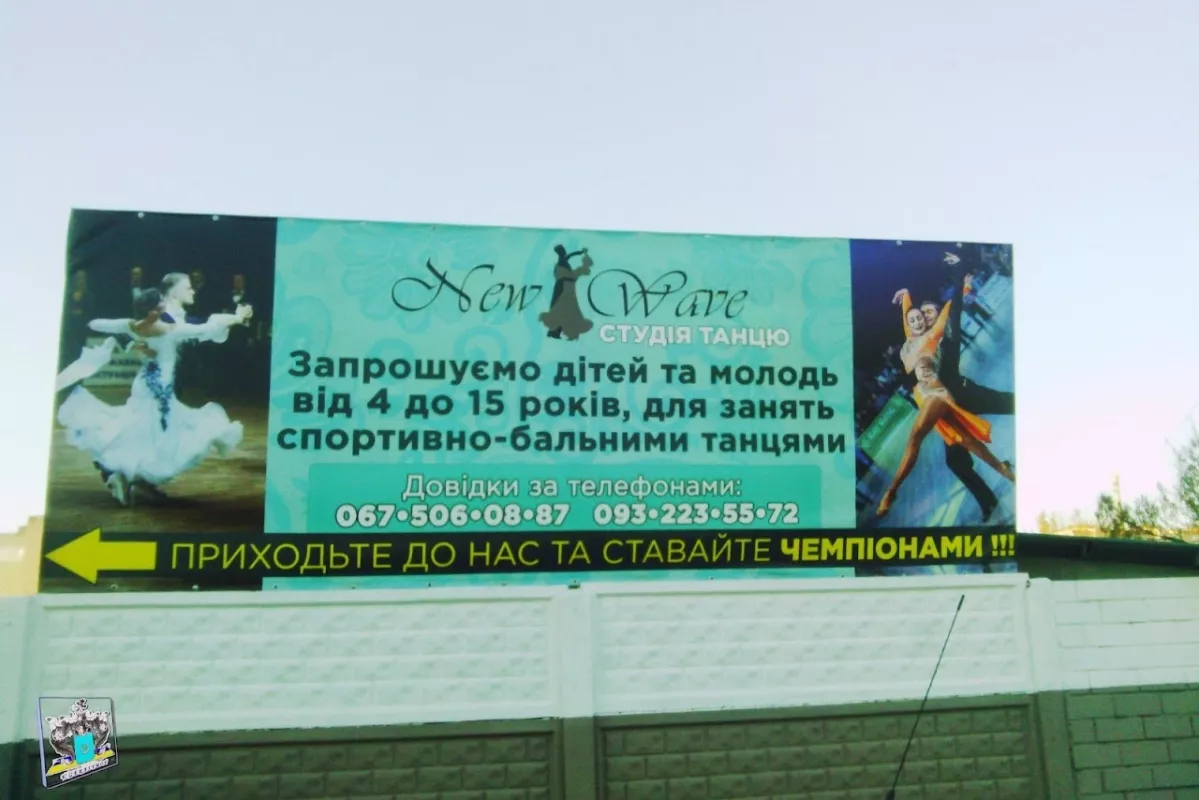 New Wave
СТУДІЯ ТАНЦЮ
Запрошуємо дітей та молодь
від 4 до 15 років, для занять
спортивно-бальними танцями
Довідки за телефонами:
067•506•08•87 093•223•55•72
ПРИХОДЬТЕ ДО НАС ТА СТАВАЙТЕ ЧЕМПІОНАМИ !!!